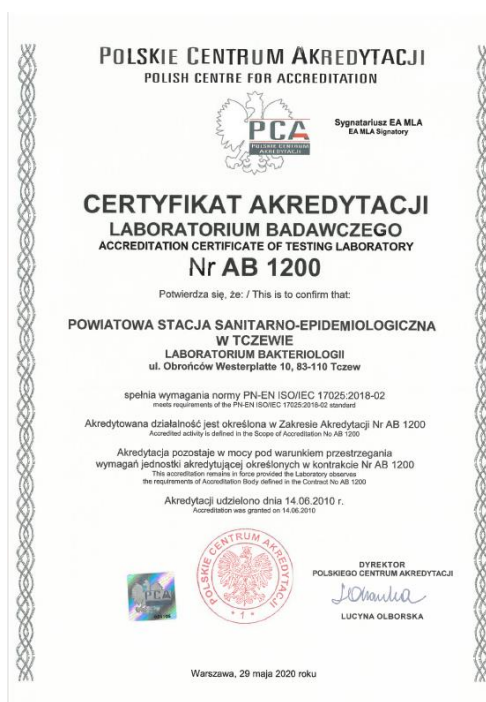 POLSKIE CENTRUM AKREDYTACJI
POLISH CENTRE FOR ACCREDITATION
PCA
POLSKIE CENTRUM
AKREDYTACJI
Sygnatariusz EA MLA
EA MLA Signatory
CERTYFIKAT AKREDYTACJI
LABORATORIUM BADAWCZEGO
ACCREDITATION CERTIFICATE OF TESTING LABORATORY
Nr AB 1200
Potwierdza się, że: / This is to confirm that:
POWIATOWA STACJA SANITARNO-EPIDEMIOLOGICZNA
W TCZEWIE
LABORATORIUM BAKTERIOLOGII
ul. Obrońców Westerplatte 10, 83-110 Tczew
spełnia wymagania normy PN-EN ISO/IEC 17025:2018-02
meets requirements of the PN-EN ISO/IEC 17025:2018-02 standard
Akredytowana działalność jest określona w Zakresie Akredytacji Nr AB 1200
Accredited activity is defined in the Scope of Accreditation No AB 1200
Akredytacja pozostaje w mocy pod warunkiem przestrzegania
wymagań jednostki akredytującej określonych w kontrakcie Nr AB 1200
This accreditation remains in force provided the Laboratory observes
the requirements of Accreditation Body defined in the Contract No AB 1200
Akredytacji udzielono dnia 14.06.2010 r.
Accreditation was granted on 14.06.2010
POLSKIE CENTRUM AKREDYTACJI
* 1 *
PCA
DYREKTOR
POLSKIEGO CENTRUM AKREDYTACJI
LUCYNA OLBORSKA
Warszawa, 29 maja 2020 roku